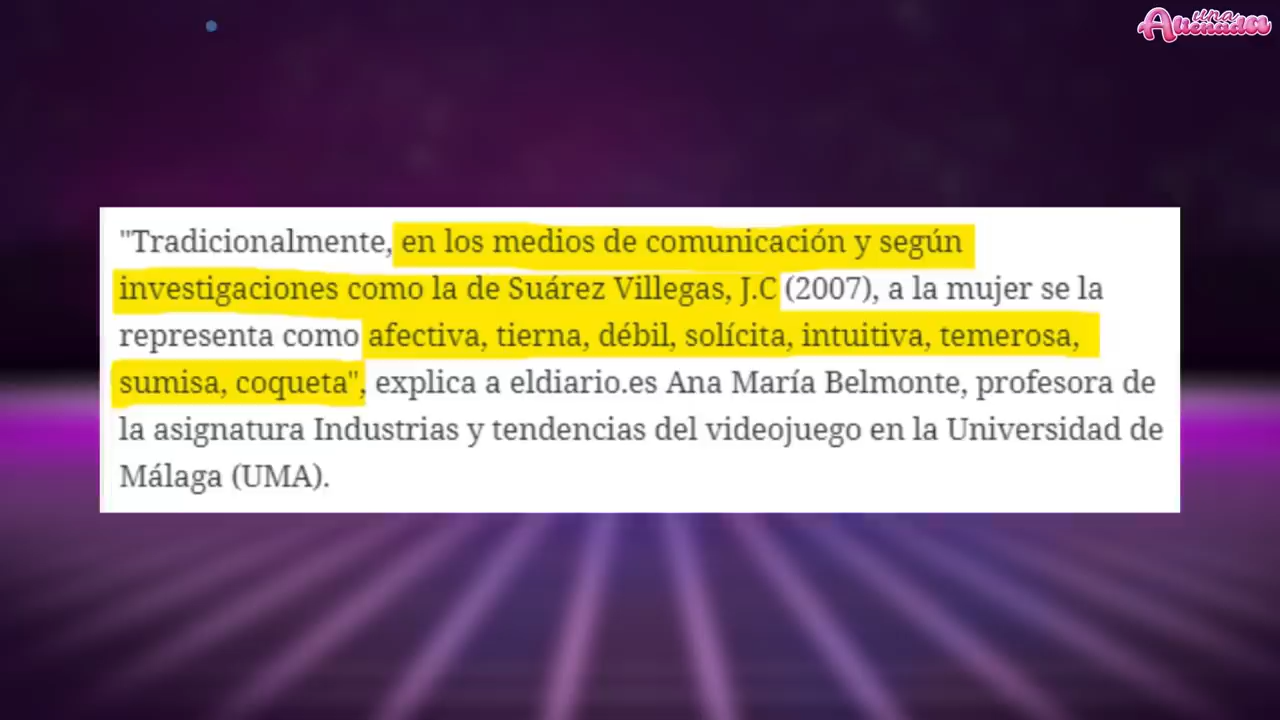 una
Alienados
"Tradicionalmente, en los medios de comunicación y según
investigaciones como la de Suárez Villegas, J.C (2007), a la mujer se la
representa como afectiva, tierna, débil, solícita, intuitiva, temerosa,
sumisa, coqueta", explica a eldiario.es Ana María Belmonte, profesora de
la asignatura Industrias y tendencias del videojuego en la Universidad de
Málaga (UMA).